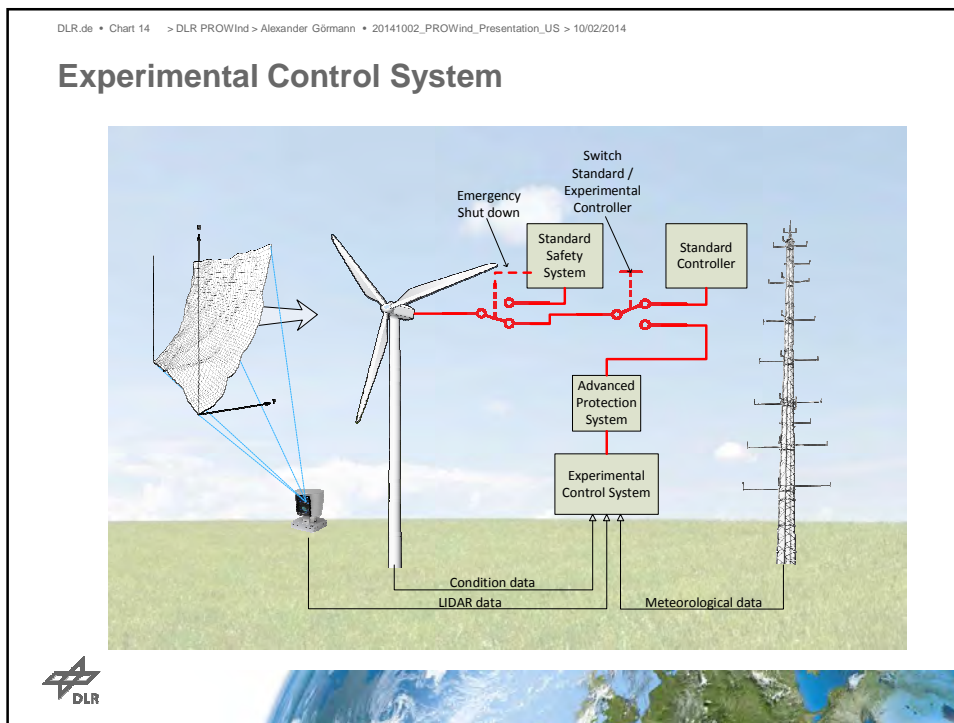 DLR.de • Chart 14 > DLR PROWInd > Alexander Görmann • 20141002_PROWind_Presentation_US > 10/02/2014
Experimental Control System
Switch
Standard /
Experimental
Controller
Emergency
Shut down
Standard
Safety
System
Standard
Controller
Advanced
Protection
System
Experimental
Control System
Condition data
LIDAR data
Meteorological data
DLR